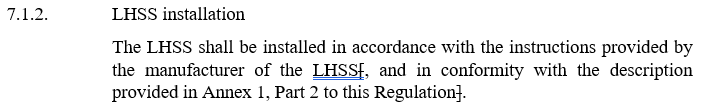 7.1.2. LHSS installation
The LHSS shall be installed in accordance with the instructions provided by
the manufacturer of the LHSS[, and in conformity with the description
provided in Annex 1, Part 2 to this Regulation].